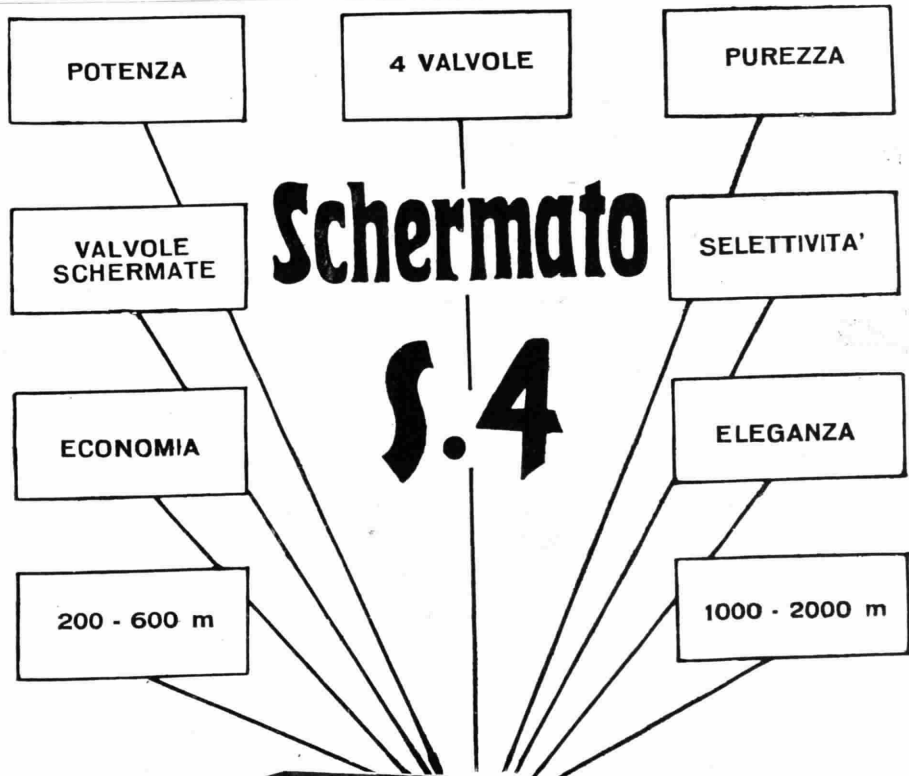 POTENZA
4 VALVOLE
PUREZZA
Schermato
VALVOLE
SCHERMATE
SELETTIVITA'
S.4
ECONOMIA
ELEGANZA
200 - 600 m
1000 - 2000 m